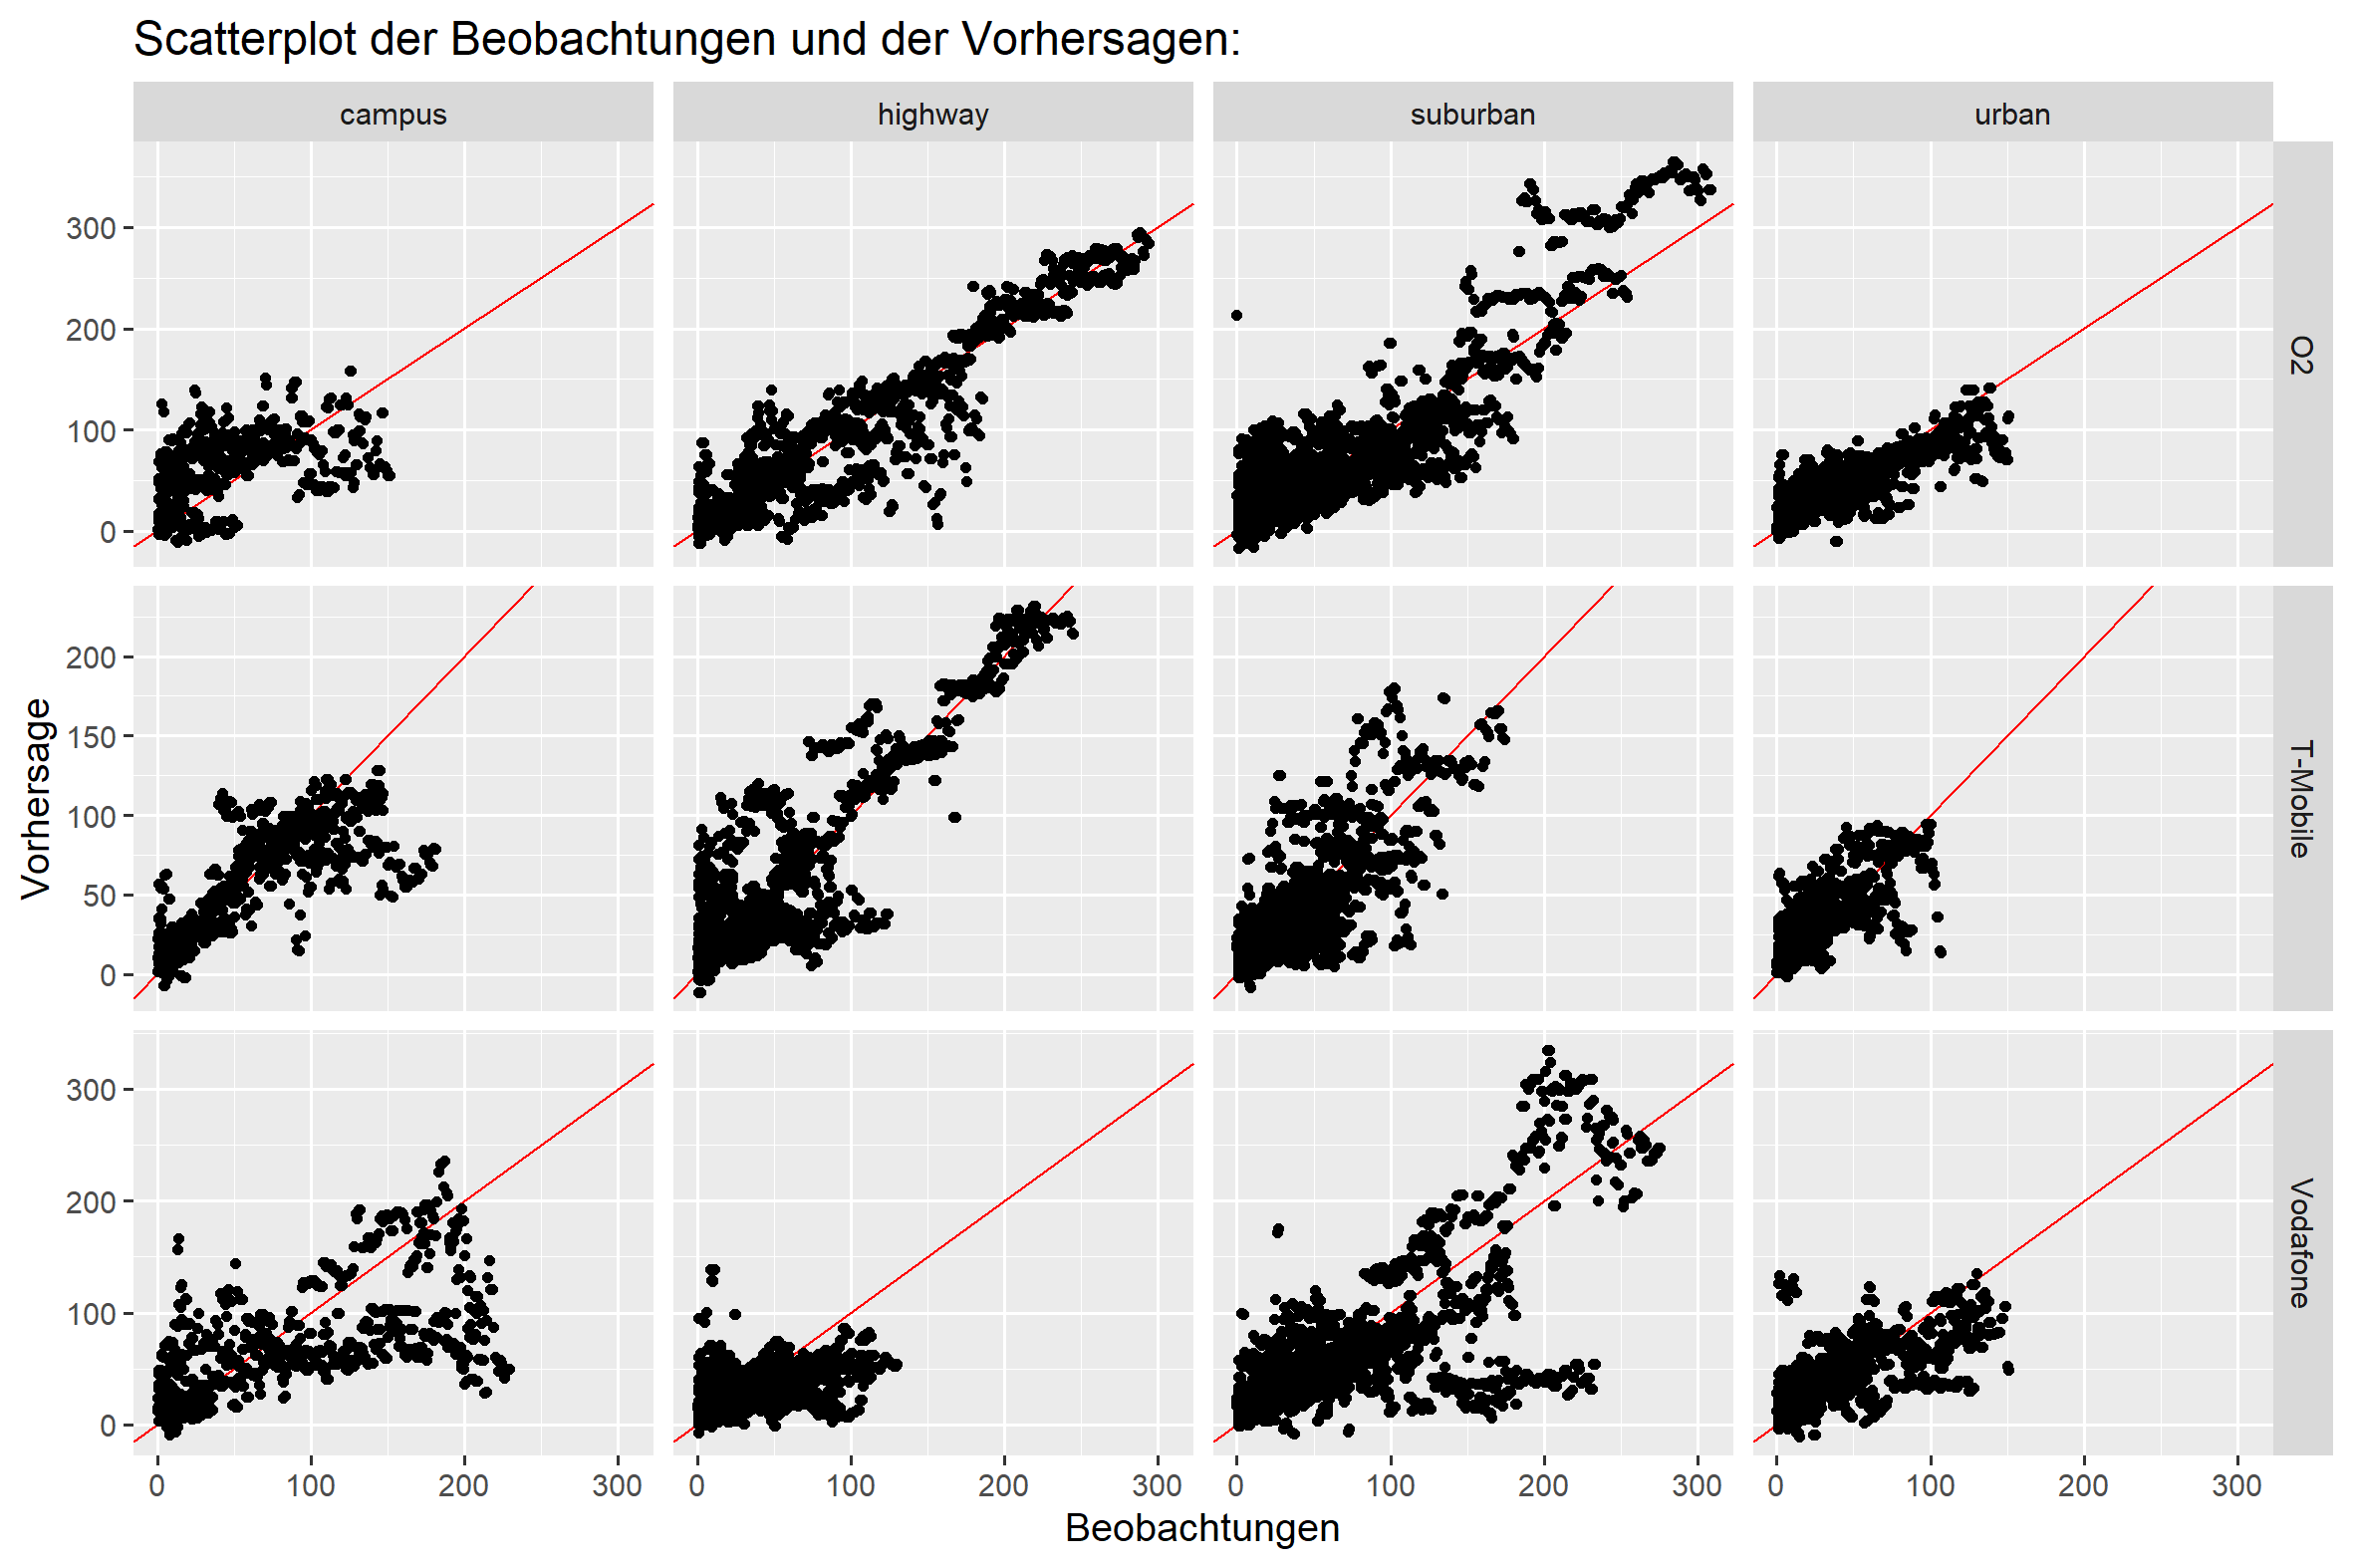 Scatterplot der Beobachtungen und der Vorhersagen:
campus highway suburban urban
300
200
100
0
O2
200
150
100
50
0
T-Mobile
Vorhersage
300
200
100
0
Vodafone
0 100 200 300 0 100 200 300 0 100 200 300 0 100 200 300
Beobachtungen